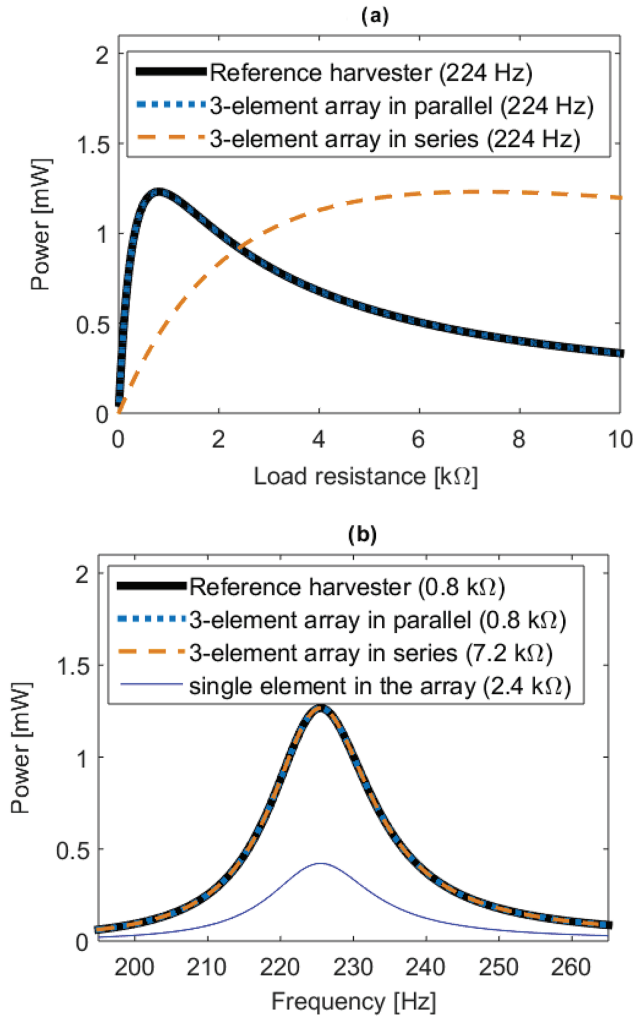 (a)
2
1.5
1
0.5
0
Power [mW]
Reference harvester (224 Hz)
3-element array in parallel (224 Hz)
3-element array in series (224 Hz)
0 2 4 6 8 10
Load resistance [kΩ]
(b)
2
1.5
1
0.5
0
Power [mW]
Reference harvester (0.8 kΩ)
3-element array in parallel (0.8 kΩ)
3-element array in series (7.2 kΩ)
single element in the array (2.4 kΩ)
200 210 220 230 240 250 260
Frequency [Hz]